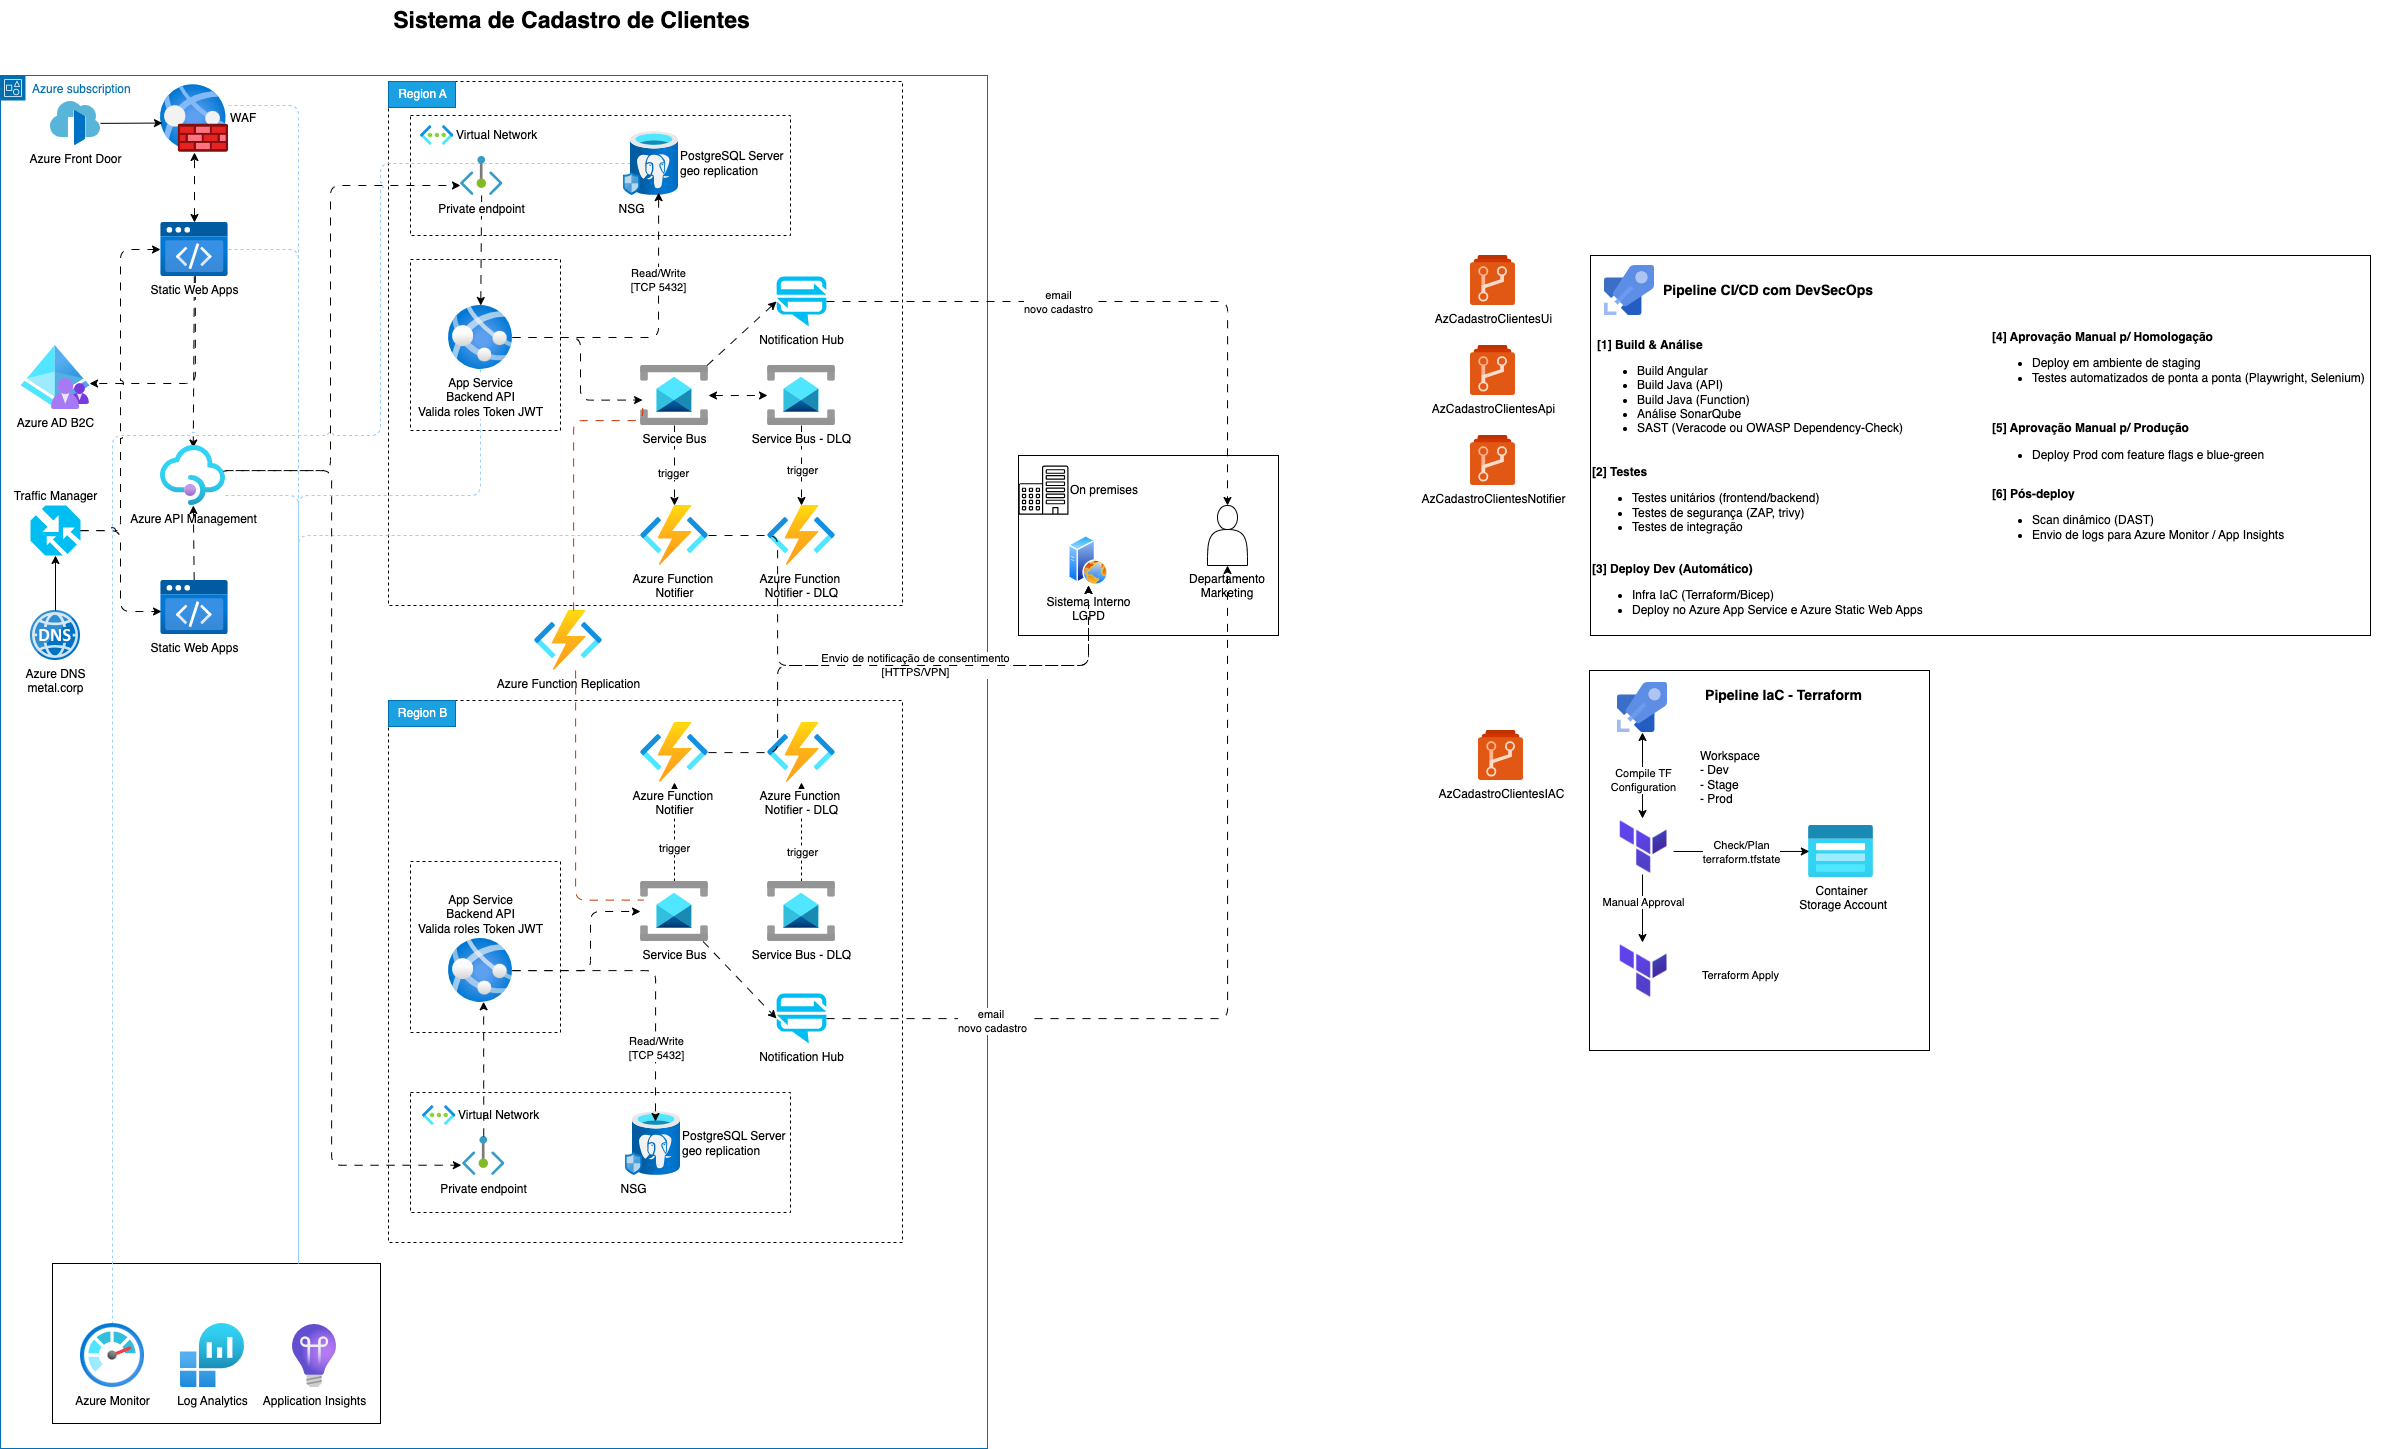 Sistema de Cadastro de Clientes
Azure subscription
Azure Front Door
WAF
Static Web Apps
Azure AD B2C
Traffic Manager
Azure API Management
Azure DNS
metal.corp
Static Web Apps
Region A
Virtual Network
Private endpoint
PostgreSQL Server
geo replication
NSG
Read/Write
[TCP 5432]
App Service
Backend API
Valida roles Token JWT
Notification Hub
Service Bus
Service Bus - DLQ
trigger
trigger
Azure Function
Notifier
Azure Function
Notifier - DLQ
Azure Function Replication
email
novo cadastro
On premises
Sistema Interno
LGPD
Departamento
Marketing
Envio de notificação de consentimento
[HTTPS/VPN]
Region B
Azure Function
Notifier
Azure Function
Notifier - DLQ
trigger
trigger
App Service
Backend API
Valida roles Token JWT
Service Bus
Service Bus - DLQ
Notification Hub
email
novo cadastro
Read/Write
[TCP 5432]
Virtual Network
Private endpoint
PostgreSQL Server
geo replication
NSG
Azure Monitor
Log Analytics
Application Insights
AzCadastroClientesUi
AzCadastroClientesApi
AzCadastroClientesNotifier
AzCadastroClientesIAC
Pipeline CI/CD com DevSecOps
[1] Build & Análise
Build Angular
Build Java (API)
Build Java (Function)
Análise SonarQube
SAST (Veracode ou OWASP Dependency-Check)
[2] Testes
Testes unitários (frontend/backend)
Testes de segurança (ZAP, trivy)
Testes de integração
[3] Deploy Dev (Automático)
Infra IaC (Terraform/Bicep)
Deploy no Azure App Service e Azure Static Web Apps
[4] Aprovação Manual p/ Homologação
Deploy em ambiente de staging
Testes automatizados de ponta a ponta (Playwright, Selenium)
[5] Aprovação Manual p/ Produção
Deploy Prod com feature flags e blue-green
[6] Pós-deploy
Scan dinâmico (DAST)
Envio de logs para Azure Monitor / App Insights
Pipeline IaC - Terraform
Compile TF
Configuration
Workspace
- Dev
- Stage
- Prod
Check/Plan
terraform.tfstate
Container
Storage Account
Manual Approval
Terraform Apply
DNS